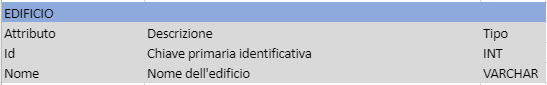 EDIFICIO
Attributo Descrizione Tipo
Id Chiave primaria identificativa INT
Nome Nome dell'edificio VARCHAR